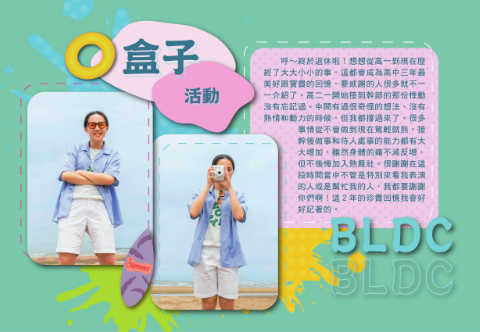 盒子
活動
呼～終於退休啦！想想從高一到現在歷
經了大大小小的事，這都會成為高中三年最
美好跟寶貴的回憶。要感謝的人很多就不一
一介紹了，高二一開始接到幹部的那份悸動
沒有忘記過，中間有過很奇怪的想法、沒有
熱情和動力的時候，但我都撐過來了。很多
事情從不會做到現在駕輕就熟，接
幹後做事和待人處事的能力都有大
大增加，雖然身體的痛不減反增，
但不後悔加入熱舞社。很謝謝在這
段時間當中不管是特別來看我表演
的人或是幫忙我的人，我都要謝謝
你們啊！這2年的珍貴回憶我會好
好記著的。
BLDC
BLDC